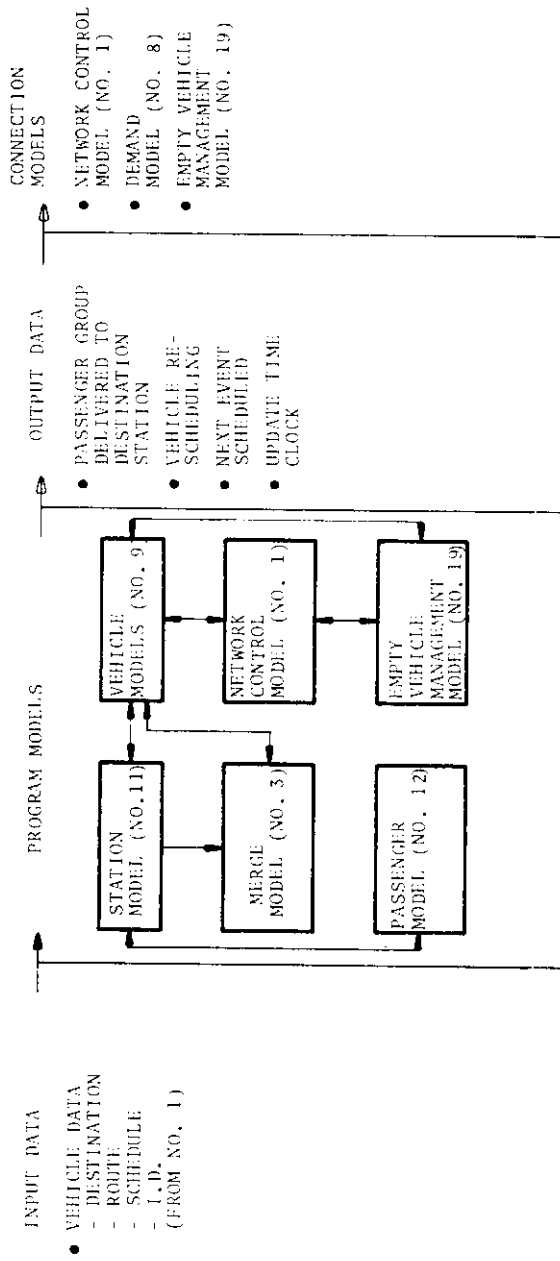 INPUT DATA
● VEHICLE DATA
- DESTINATION
- ROUTE
- SCHEDULE
- I.D.
(FROM NO. 1)
PROGRAM MODELS
STATION
MODEL (NO.11)
VEHICLE
MODELS (NO. 9
MERGE
MODEL (NO. 3)
NETWORK
CONTROL
MODEL (NO. 1)
PASSENGER
MODEL (NO. 12)
EMPTY
VEHICLE
MANAGEMENT
MODEL (NO. 19)
OUTPUT DATA
● PASSENGER GROUP
DELIVERED TO
DESTINATION
STATION
● VEHICLE RE-
SCHEDULING
● NEXT EVENT
SCHEDULED
● UPDATE TIME
CLOCK
CONNECTION
MODELS
● NETWORK CONTROL
MODEL (NO. 1)
● DEMAND
MODEL (NO. 8)
● EMPTY VEHICLE
MANAGEMENT
MODEL (NO. 19)